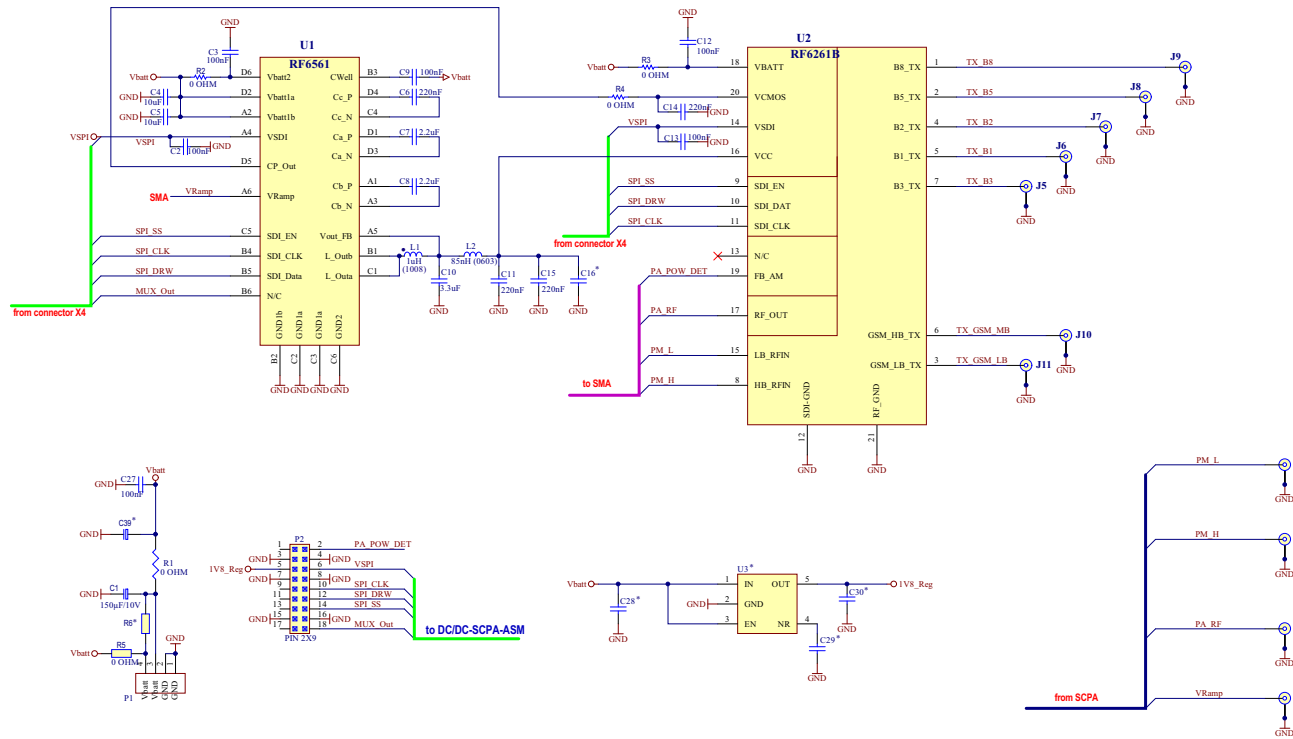 U1
RF6561
GND
C3
100nF
Vbatt
R2
0 OHM
D6
Vbatt2
CWell
B3
C9
100nF
Vbatt
GND
C4
10uF
D2
Vbatt1a
Cc_P
D4
C6
220nF
GND
C5
10uF
A2
Vbatt1b
Cc_N
C4
VSPI
VSPI
A4
VSDI
Ca_P
D1
C7
2.2uF
C2
100nF
GND
Ca_N
D3
D5
CP_Out
Cb_P
A1
C8
2.2uF
SMA
VRamp
A6
VRamp
Cb_N
A3
SPI_SS
C5
SDI_EN
Vout_FB
A5
SPI_CLK
B4
SDI_CLK
L_Outb
B1
L1
1uH
(1008)
L2
85nH (0603)
SPI_DRW
B5
SDI_Data
L_Outa
C1
C10
3.3uF
GND
C11
220nF
GND
C15
220nF
GND
C16*
GND
MUX_Out
B6
N/C
from connector X4
GND1b
GND1a
GND1a
GND2
B2
C2
C3
C6
GND
GND
GND
GND
U2
RF6261B
GND
C12
100nF
Vbatt
R3
0 OHM
18
VBATT
B8_TX
1
TX_B8
J9
GND
R4
0 OHM
20
VCMOS
B5_TX
2
TX_B5
J8
GND
C14
220nF
GND
VSPI
14
VSDI
B2_TX
4
TX_B2
J7
GND
C13
100nF
GND
16
VCC
B1_TX
5
TX_B1
J6
GND
SPI_SS
9
SDI_EN
B3_TX
7
TX_B3
J5
GND
SPI_DRW
10
SDI_DAT
SPI_CLK
11
SDI_CLK
from connector X4
13
N/C
PA_POW_DET
19
FB_AM
PA_RF
17
RF_OUT
GSM_HB_TX
6
TX_GSM_MB
J10
GND
PM_L
15
LB_RFIN
GSM_LB_TX
3
TX_GSM_LB
J11
GND
to SMA
PM_H
8
HB_RFIN
SDI-GND
RF_GND
12
21
GND
GND
Vbatt
GND
C27
100nF
GND
C39*
R1
0 OHM
GND
C1
150µF/10V
R6*
GND
Vbatt
R5
0 OHM
4
3
2
1
Vbatt
Vbatt
GND
GND
P1
P2
1
2
PA_POW_DET
GND
3
4
GND
1V8_Reg
5
6
VSPI
GND
7
8
GND
9
10
SPI_CLK
11
12
SPI_DRW
13
14
SPI_SS
GND
15
16
GND
17
18
MUX_Out
PIN 2X9
to DC/DC-SCPA-ASM
U3*
Vbatt
1
IN
OUT
5
1V8_Reg
C28*
GND
GND
2
GND
C30*
GND
3
EN
NR
4
C29*
GND
PM_L
GND
PM_H
GND
PA_RF
GND
from SCPA
VRamp
GND